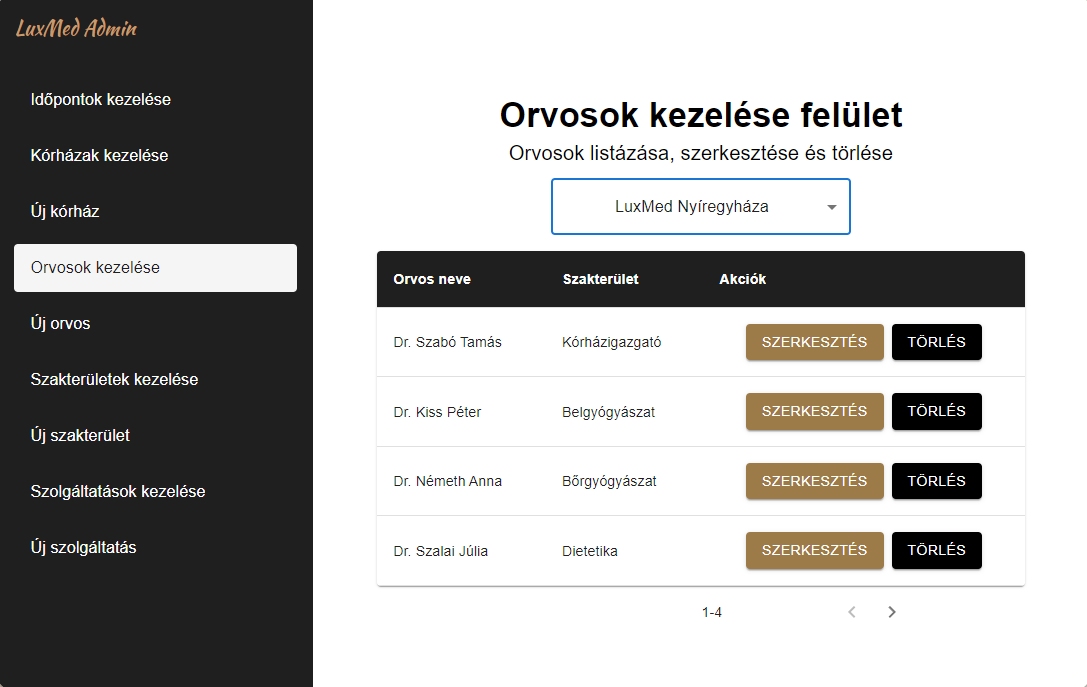 LuxMed Admin
Időpontok kezelése
Kórházak kezelése
Új kórház
Orvosok kezelése
Új orvos
Szakterületek kezelése
Új szakterület
Szolgáltatások kezelése
Új szolgáltatás
Orvosok kezelése felület
Orvosok listázása, szerkesztése és törlése
LuxMed Nyíregyháza
Orvos neve Szakterület Akciók
Dr. Szabó Tamás Kórházigazgató SZERKESZTÉS TÖRLÉS
Dr. Kiss Péter Belgyógyászat SZERKESZTÉS TÖRLÉS
Dr. Németh Anna Bőrgyógyászat SZERKESZTÉS TÖRLÉS
Dr. Szalai Júlia Dietetika SZERKESZTÉS TÖRLÉS
1-4